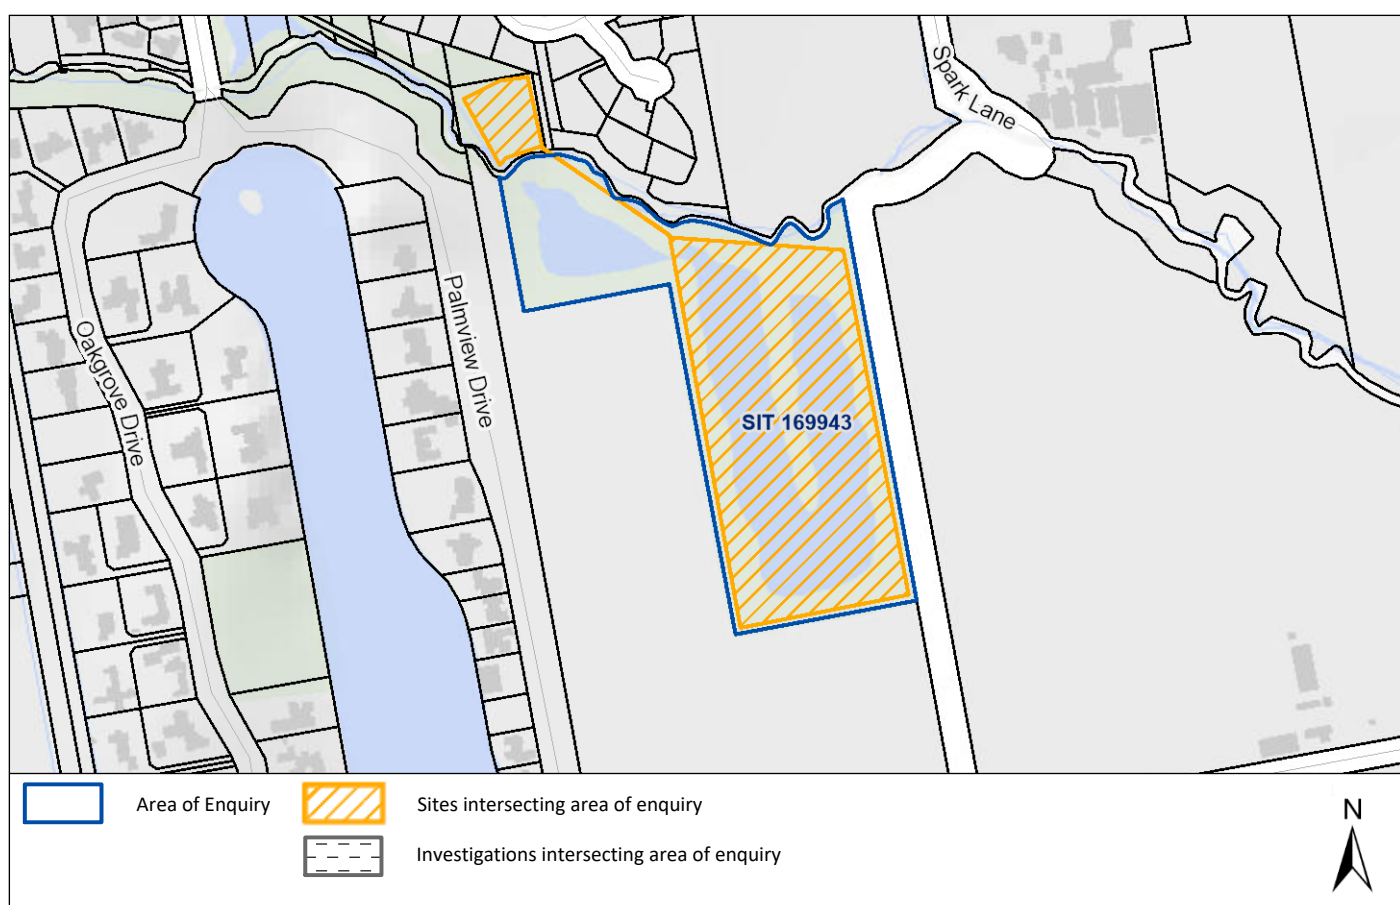 Spark Lane
Palmview Drive
Oakgrove Drive
SIT 169943
Area of Enquiry
Sites intersecting area of enquiry
Investigations intersecting area of enquiry
N